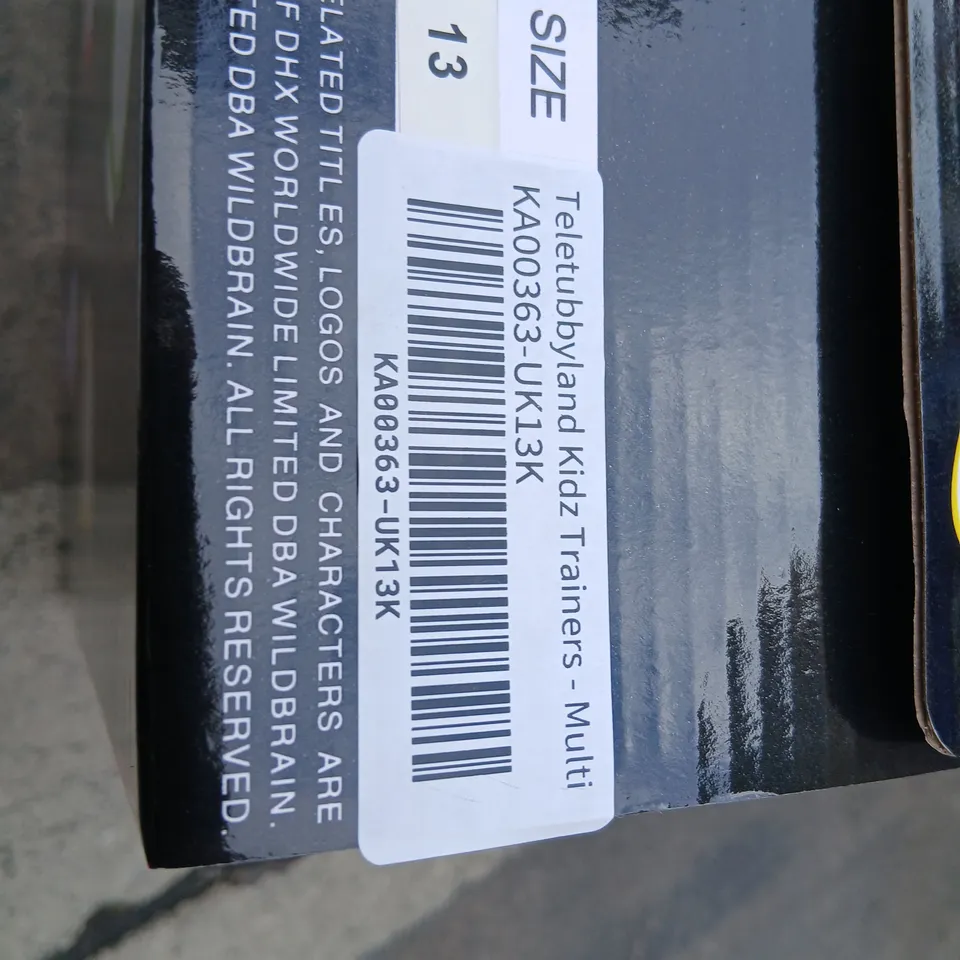 SIZE
13
Teletubbyland Kidz Trainers - Multi
KA00363-UK13K
KA00363-UK13K
ELATED TITLES, LOGOS AND CHARACTERS ARE
F DHX WORLDWIDE LIMITED DBA WILDBRAIN.
TED DBA WILDBRAIN. ALL RIGHTS RESERVED.